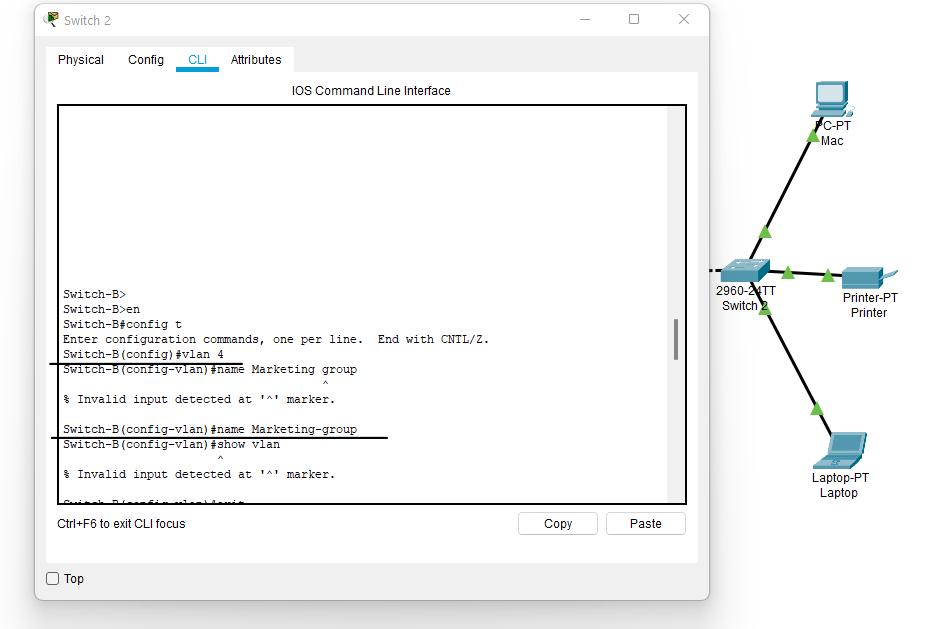 Switch 2
Physical Config CLI Attributes
IOS Command Line Interface
Switch-B>
Switch-B>en
Switch-B#config t
Enter configuration commands, one per line.  End with CNTL/Z.
Switch-B(config)#vlan 4
Switch-B(config-vlan)#name Marketing group
^
% Invalid input detected at '^' marker.
Switch-B(config-vlan)#name Marketing-group
Switch-B(config-vlan)#show vlan
^
% Invalid input detected at '^' marker.
Switch-B(config-vlan)#exit
Ctrl+F6 to exit CLI focus
Copy
Paste
Top
PC-PT
Mac
2960-24TT
Switch 2
Printer-PT
Printer
Laptop-PT
Laptop